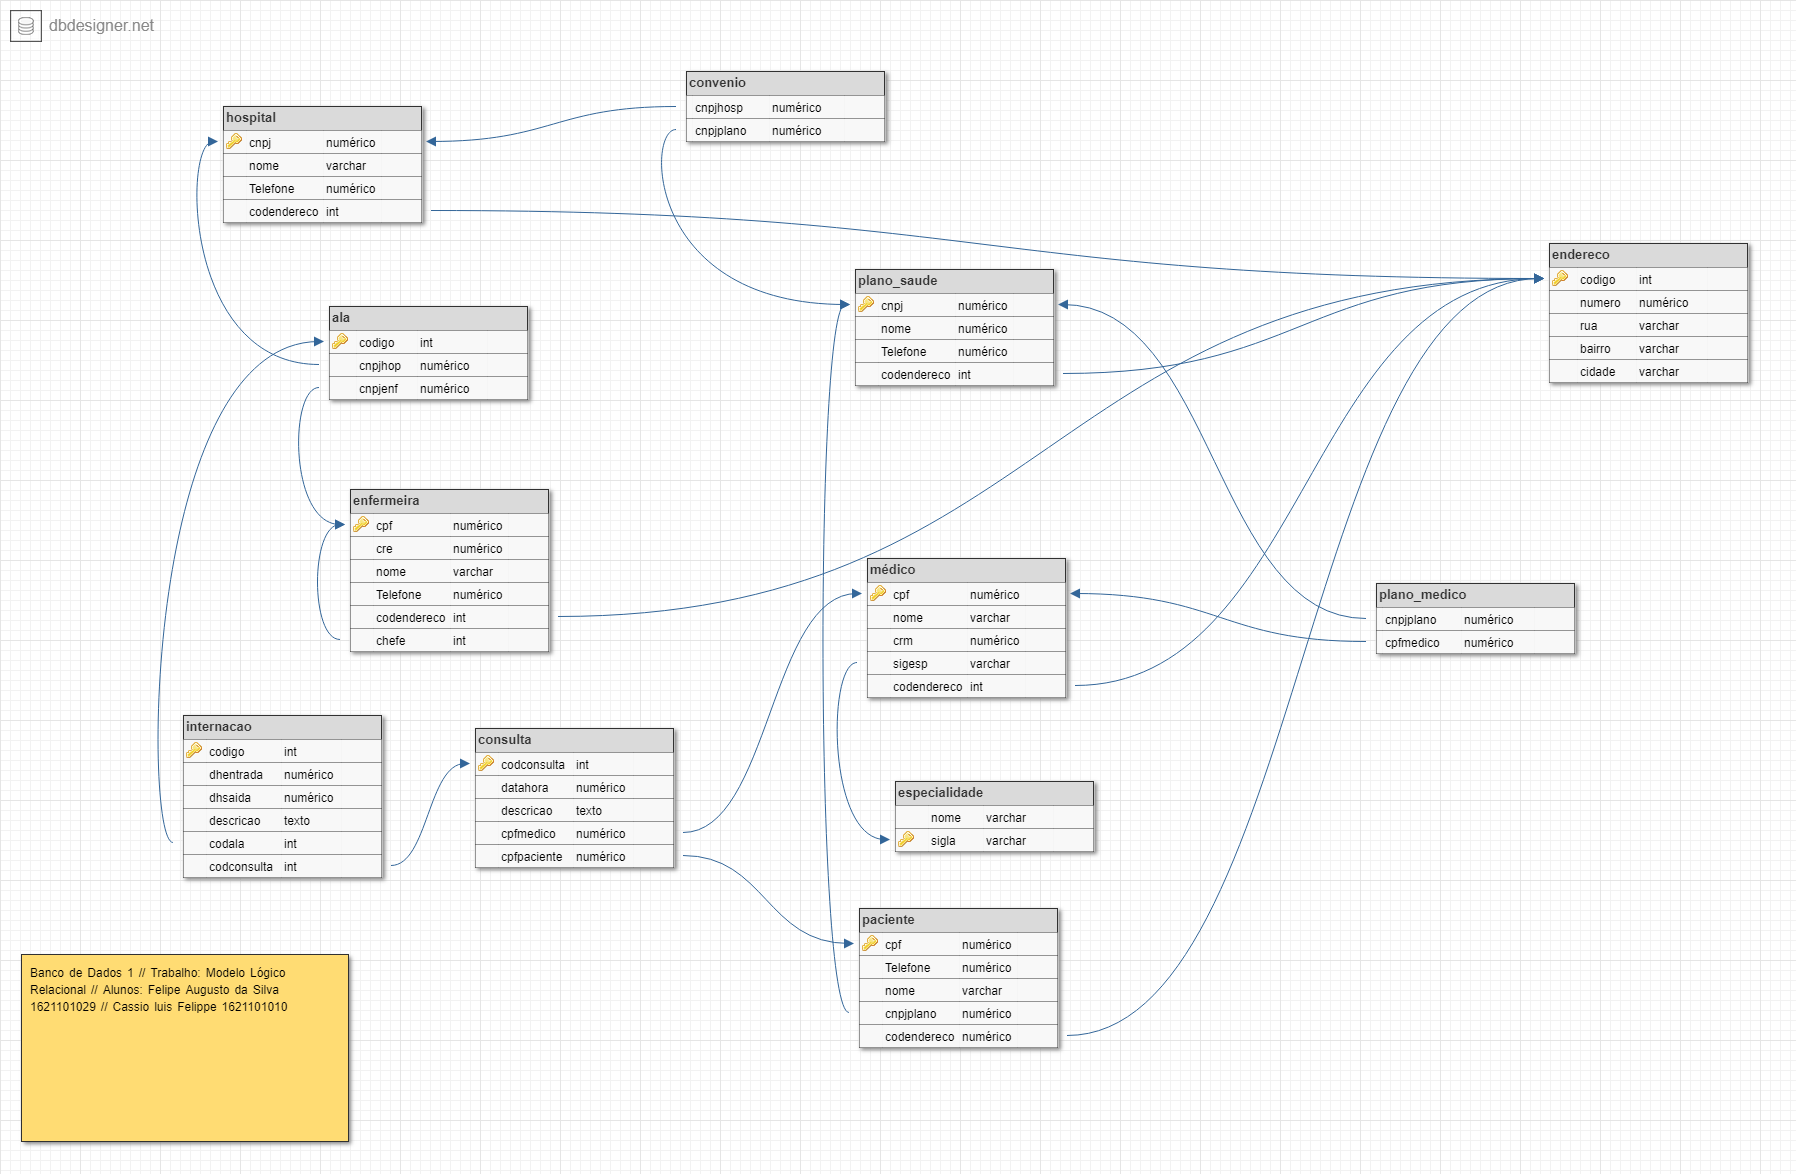 dbdesigner.net
convenio
cnpjhosp numérico
cnpjplano numérico
hospital
cnpj numérico
nome varchar
Telefone numérico
codendereco int
endereco
codigo int
numero numérico
rua varchar
bairro varchar
cidade varchar
plano_saude
cnpj numérico
nome numérico
Telefone numérico
codendereco int
ala
codigo int
cnpjhop numérico
cnpjenf numérico
enfermeira
cpf numérico
cre numérico
nome varchar
Telefone numérico
codendereco int
chefe int
médico
cpf numérico
nome varchar
crm numérico
sigesp varchar
codendereco int
plano_medico
cnpjplano numérico
cpfmedico numérico
internacao
codigo int
dhentrada numérico
dhsaida numérico
descricao texto
codala int
codconsulta int
consulta
codconsulta int
datahora numérico
descricao texto
cpfmedico numérico
cpfpaciente numérico
especialidade
nome varchar
sigla varchar
paciente
cpf numérico
Telefone numérico
nome varchar
cnpjplano numérico
codendereco numérico
Banco de Dados 1 // Trabalho: Modelo Lógico
Relacional // Alunos: Felipe Augusto da Silva
1621101029 // Cassio luis Felippe 1621101010